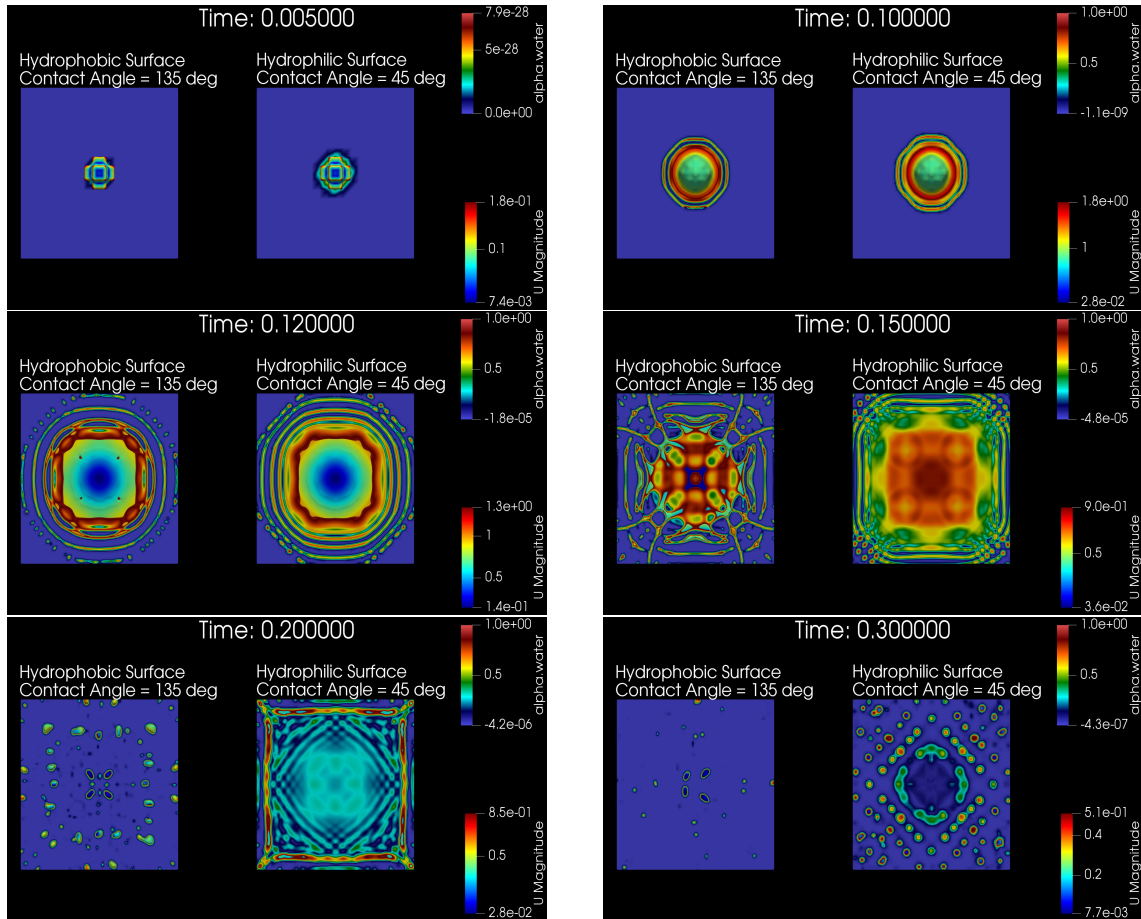 Time: 0.005000
Hydrophobic Surface
Contact Angle = 135 deg
Hydrophilic Surface
Contact Angle = 45 deg
7.9e-28
5e-28
0.0e+00
alpha.water
1.8e-01
0.1
7.4e-03
U Magnitude
Time: 0.100000
Hydrophobic Surface
Contact Angle = 135 deg
Hydrophilic Surface
Contact Angle = 45 deg
1.0e+00
0.5
-1.1e-09
alpha.water
1.8e+00
1
2.8e-02
U Magnitude
Time: 0.120000
Hydrophobic Surface
Contact Angle = 135 deg
Hydrophilic Surface
Contact Angle = 45 deg
1.0e+00
0.5
-1.8e-05
alpha.water
1.3e+00
1
0.5
1.4e-01
U Magnitude
Time: 0.150000
Hydrophobic Surface
Contact Angle = 135 deg
Hydrophilic Surface
Contact Angle = 45 deg
1.0e+00
0.5
-4.8e-05
alpha.water
9.0e-01
0.5
3.6e-02
U Magnitude
Time: 0.200000
Hydrophobic Surface
Contact Angle = 135 deg
Hydrophilic Surface
Contact Angle = 45 deg
1.0e+00
0.5
-4.2e-06
alpha.water
8.5e-01
0.5
2.8e-02
U Magnitude
Time: 0.300000
Hydrophobic Surface
Contact Angle = 135 deg
Hydrophilic Surface
Contact Angle = 45 deg
1.0e+00
0.5
-4.3e-07
alpha.water
5.1e-01
0.4
0.2
7.7e-03
U Magnitude